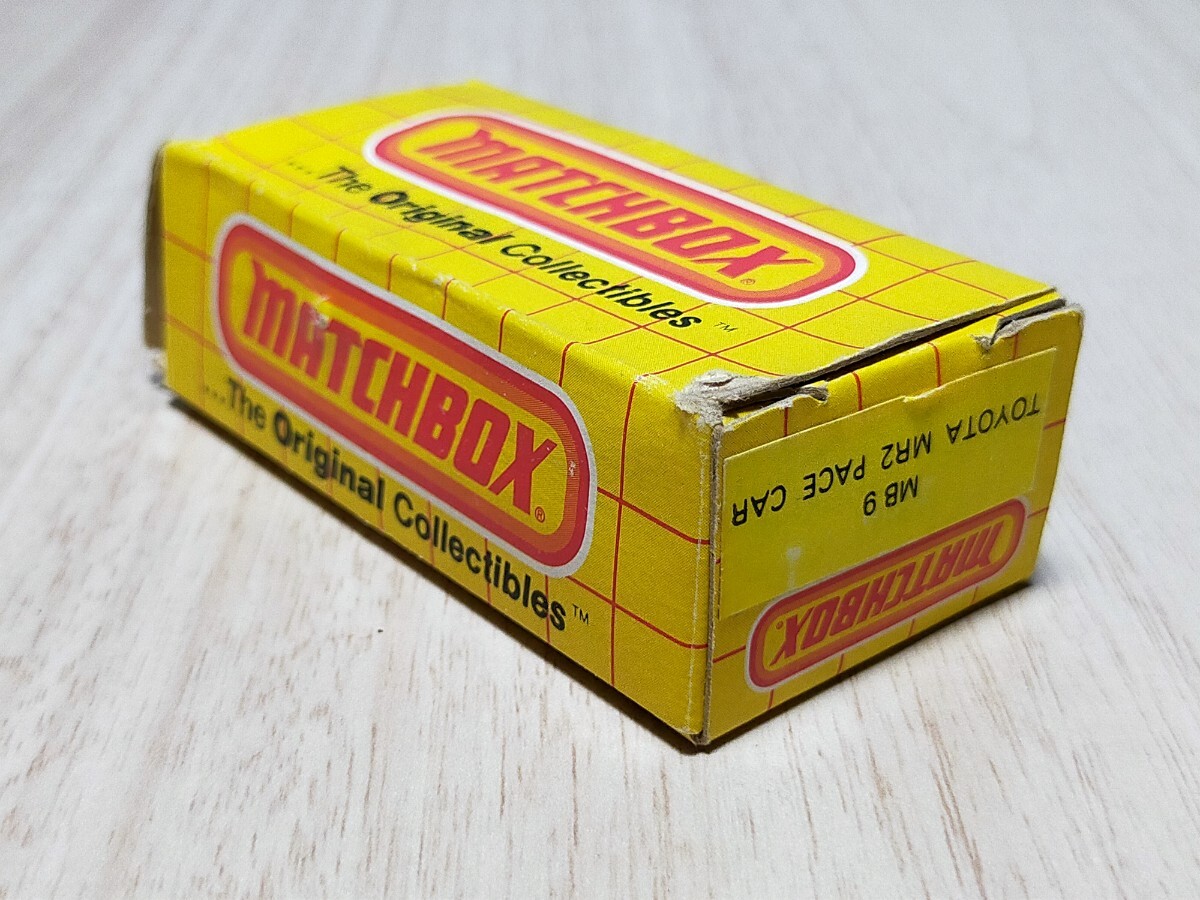 MATCHBOX®
...The Original Collectibles™
MATCHBOX®
...The Original Collectibles™
MATCHBOX®
MB 9
TOYOTA MR2 PACE CAR